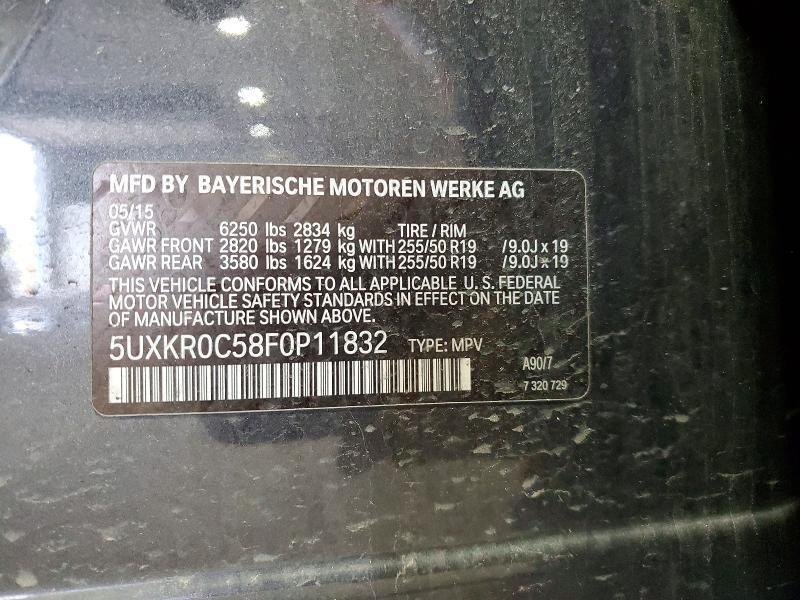 MFD BY BAYERISCHE MOTOREN WERKE AG
05/15
GVWR 6250 lbs 2834 kg TIRE / RIM
GAWR FRONT 2820 lbs 1279 kg WITH 255/50 R19 /9.0J x 19
GAWR REAR 3580 lbs 1624 kg WITH 255/50 R19 /9.0J x 19
THIS VEHICLE CONFORMS TO ALL APPLICABLE U. S. FEDERAL
MOTOR VEHICLE SAFETY STANDARDS IN EFFECT ON THE DATE
OF MANUFACTURE SHOWN ABOVE.
5UXKR0C58F0P11832 TYPE: MPV
A90/7
7 320 729